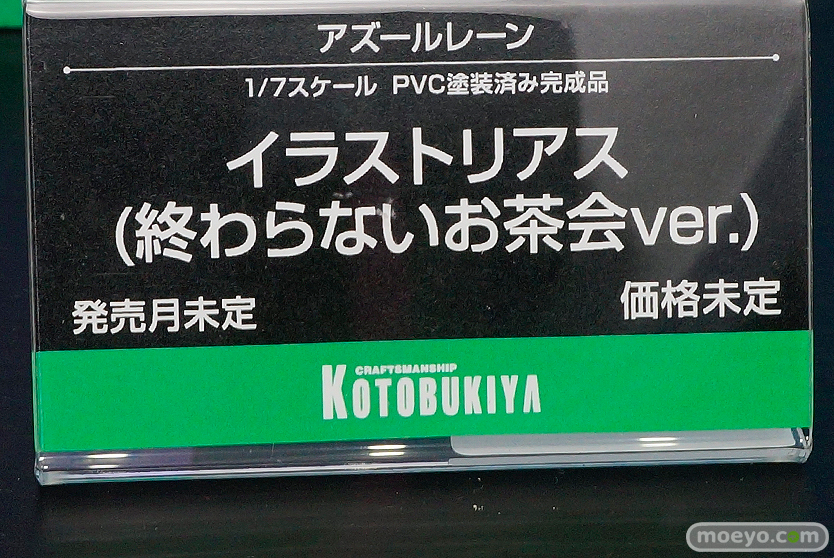 アズールレーン
1/7スケール PVC塗装済み完成品
イラストリアス
(終わらないお茶会ver.)
発売月未定
価格未定
CRAFTSMANSHIP
KOTOBUKIYA
moeyo.com